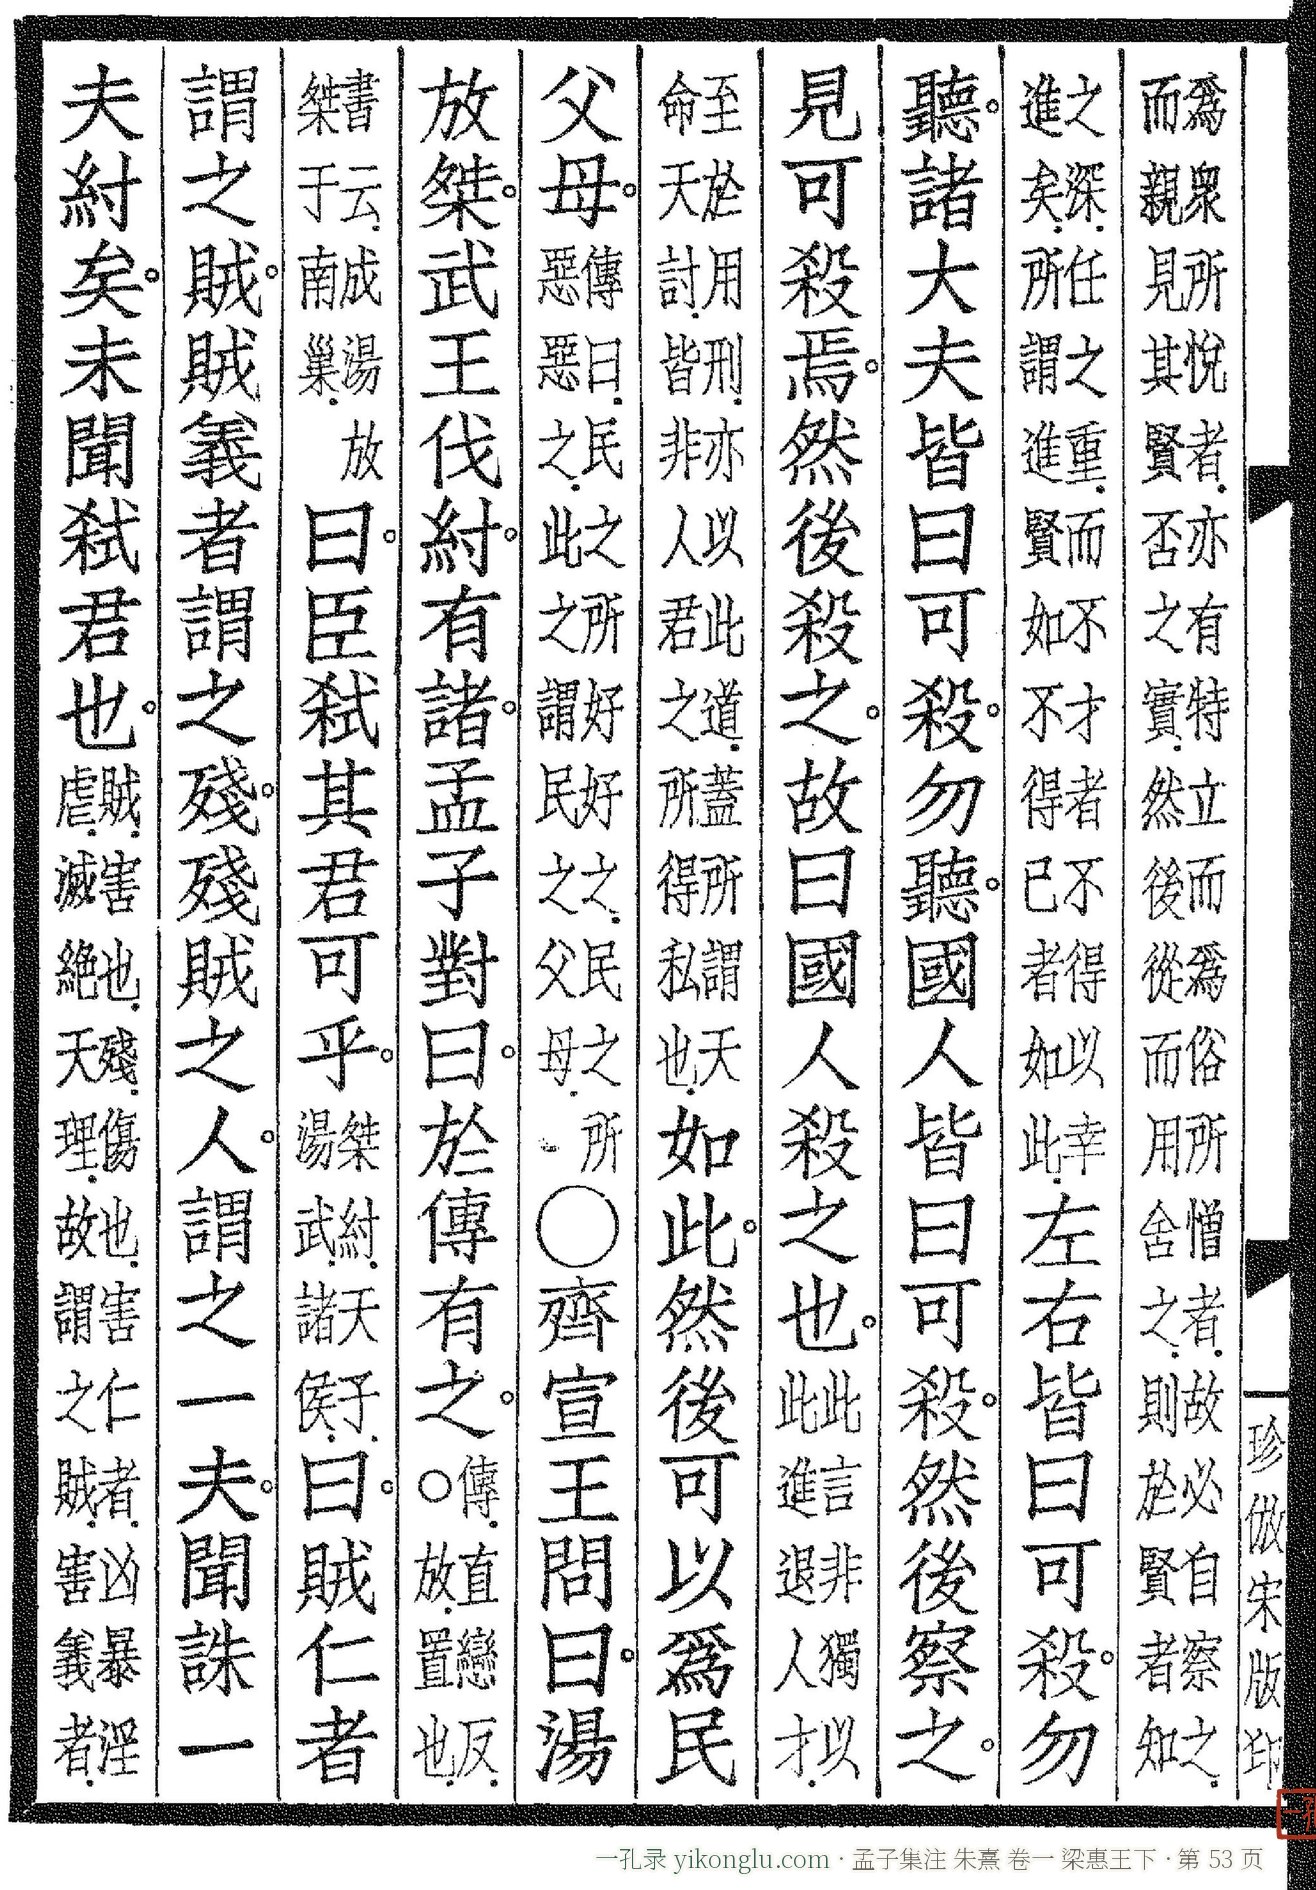 珍倣宋版印
爲衆所悅者、亦有特立而爲俗所憎者、故必自察之、而親見其賢否之實、然後從而用舍之、則於賢者知
之深、任之重、而不才者不得以幸進矣、所謂進賢如不得已者如此、左右皆曰可殺。勿
聽。諸大夫皆曰可殺。勿聽。國人皆曰可殺。然後察之。
見可殺焉。然後殺之。故曰國人殺之也。此言非獨以此進退人才、
至於用刑、亦以此道、蓋所謂天命天討、皆非人君之所得私也、如此。然後可以爲民
父母。傳曰、民之所好好之、民之所惡惡之、此之謂民父母、○齊宣王問曰。湯
放桀。武王伐紂。有諸。孟子對曰。於傳有之。傳、直戀反、○放、置也、
書云、成湯放桀于南巢、曰。臣弒其君可乎。桀紂、天子、湯武、諸侯、曰。賊仁者
謂之賊。賊義者謂之殘。殘賊之人。謂之一夫。聞誅一
夫紂矣。未聞弒君也。賊、害也、殘、傷也、害仁者、凶暴淫虐、滅絶天理、故謂之賊、害義者、
一孔录 yikonglu.com · 孟子集注 朱熹 卷一 梁惠王下 · 第 53 页